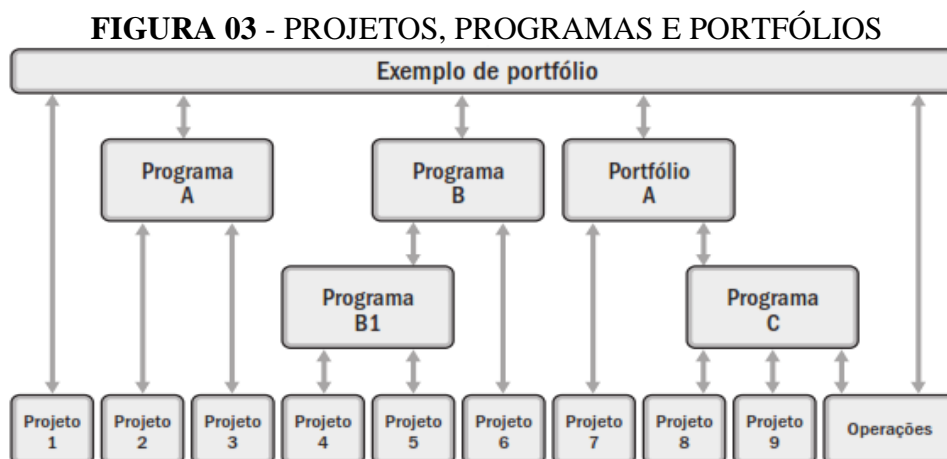 FIGURA 03 - PROJETOS, PROGRAMAS E PORTFÓLIOS
Exemplo de portfólio
Programa
A
Programa
B
Portfólio
A
Programa
B1
Programa
C
Projeto
1
Projeto
2
Projeto
3
Projeto
4
Projeto
5
Projeto
6
Projeto
7
Projeto
8
Projeto
9
Operações